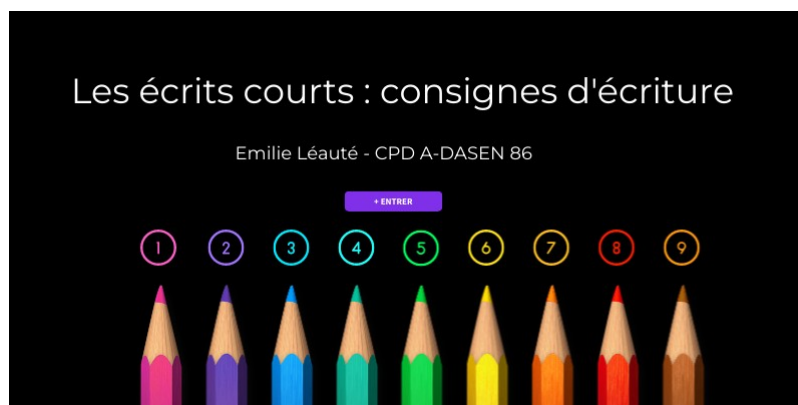 Les écrits courts : consignes d'écriture
Emilie Léauté - CPD A-DASEN 86
+ ENTRER
1 2 3 4 5 6 7 8 9